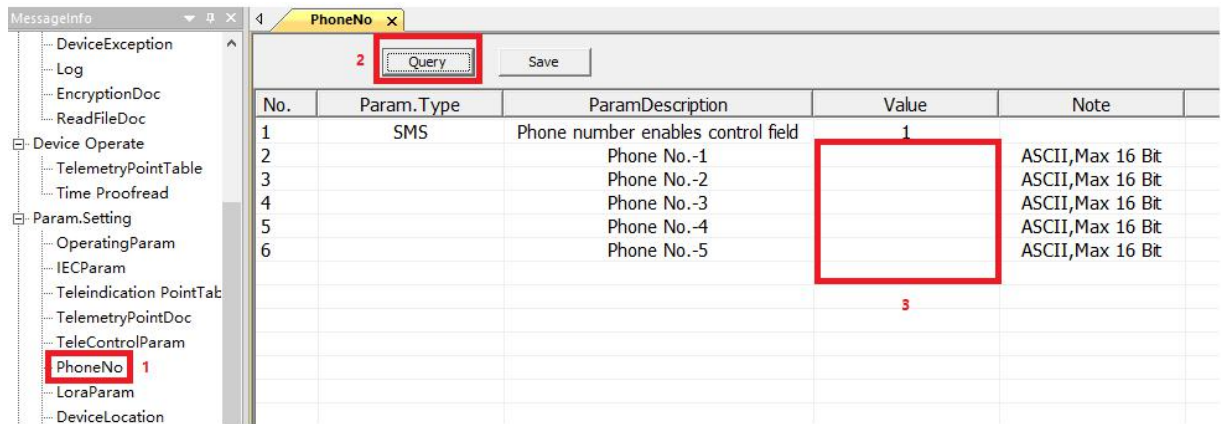 MessageInfo
DeviceException
Log
EncryptionDoc
ReadFileDoc
Device Operate
TelemetryPointTable
Time Proofread
Param.Setting
OperatingParam
IECParam
Teleindication PointTab
TelemetryPointDoc
TeleControlParam
PhoneNo 1
LoraParam
DeviceLocation
PhoneNo x
2 Query Save
No. Param.Type ParamDescription Value Note
1 SMS Phone number enables control field 1
2 Phone No.-1 ASCII,Max 16 Bit
3 Phone No.-2 ASCII,Max 16 Bit
4 Phone No.-3 ASCII,Max 16 Bit
5 Phone No.-4 ASCII,Max 16 Bit
6 Phone No.-5 ASCII,Max 16 Bit
3